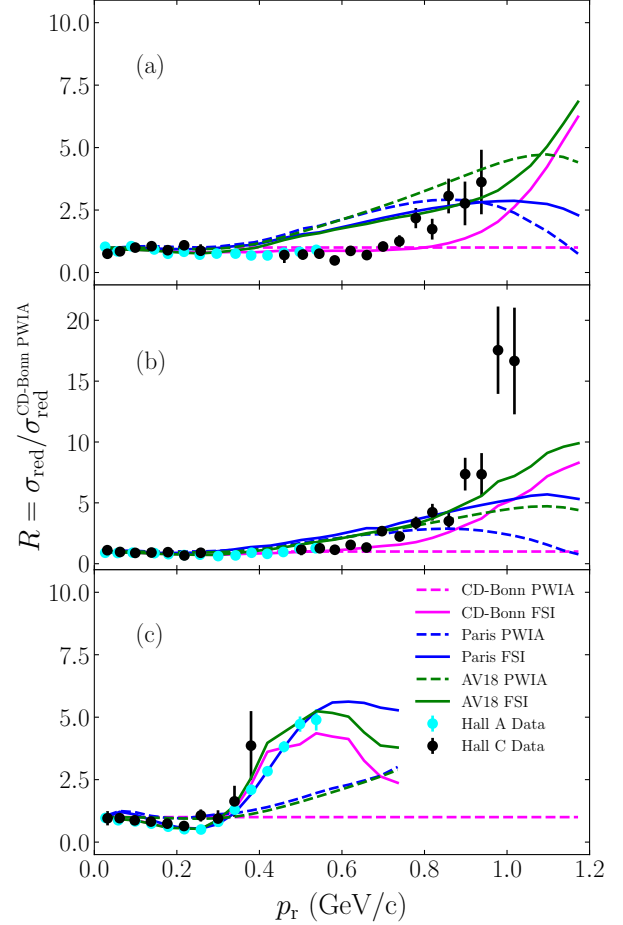 10.0
(a)
7.5
5.0
2.5
0.0
20
(b)
15
10
5
0
R = σred/σred^CD-Bonn PWIA
10.0
(c)
7.5
5.0
2.5
0.0
CD-Bonn PWIA
CD-Bonn FSI
Paris PWIA
Paris FSI
AV18 PWIA
AV18 FSI
Hall A Data
Hall C Data
0.0 0.2 0.4 0.6 0.8 1.0 1.2
pr (GeV/c)